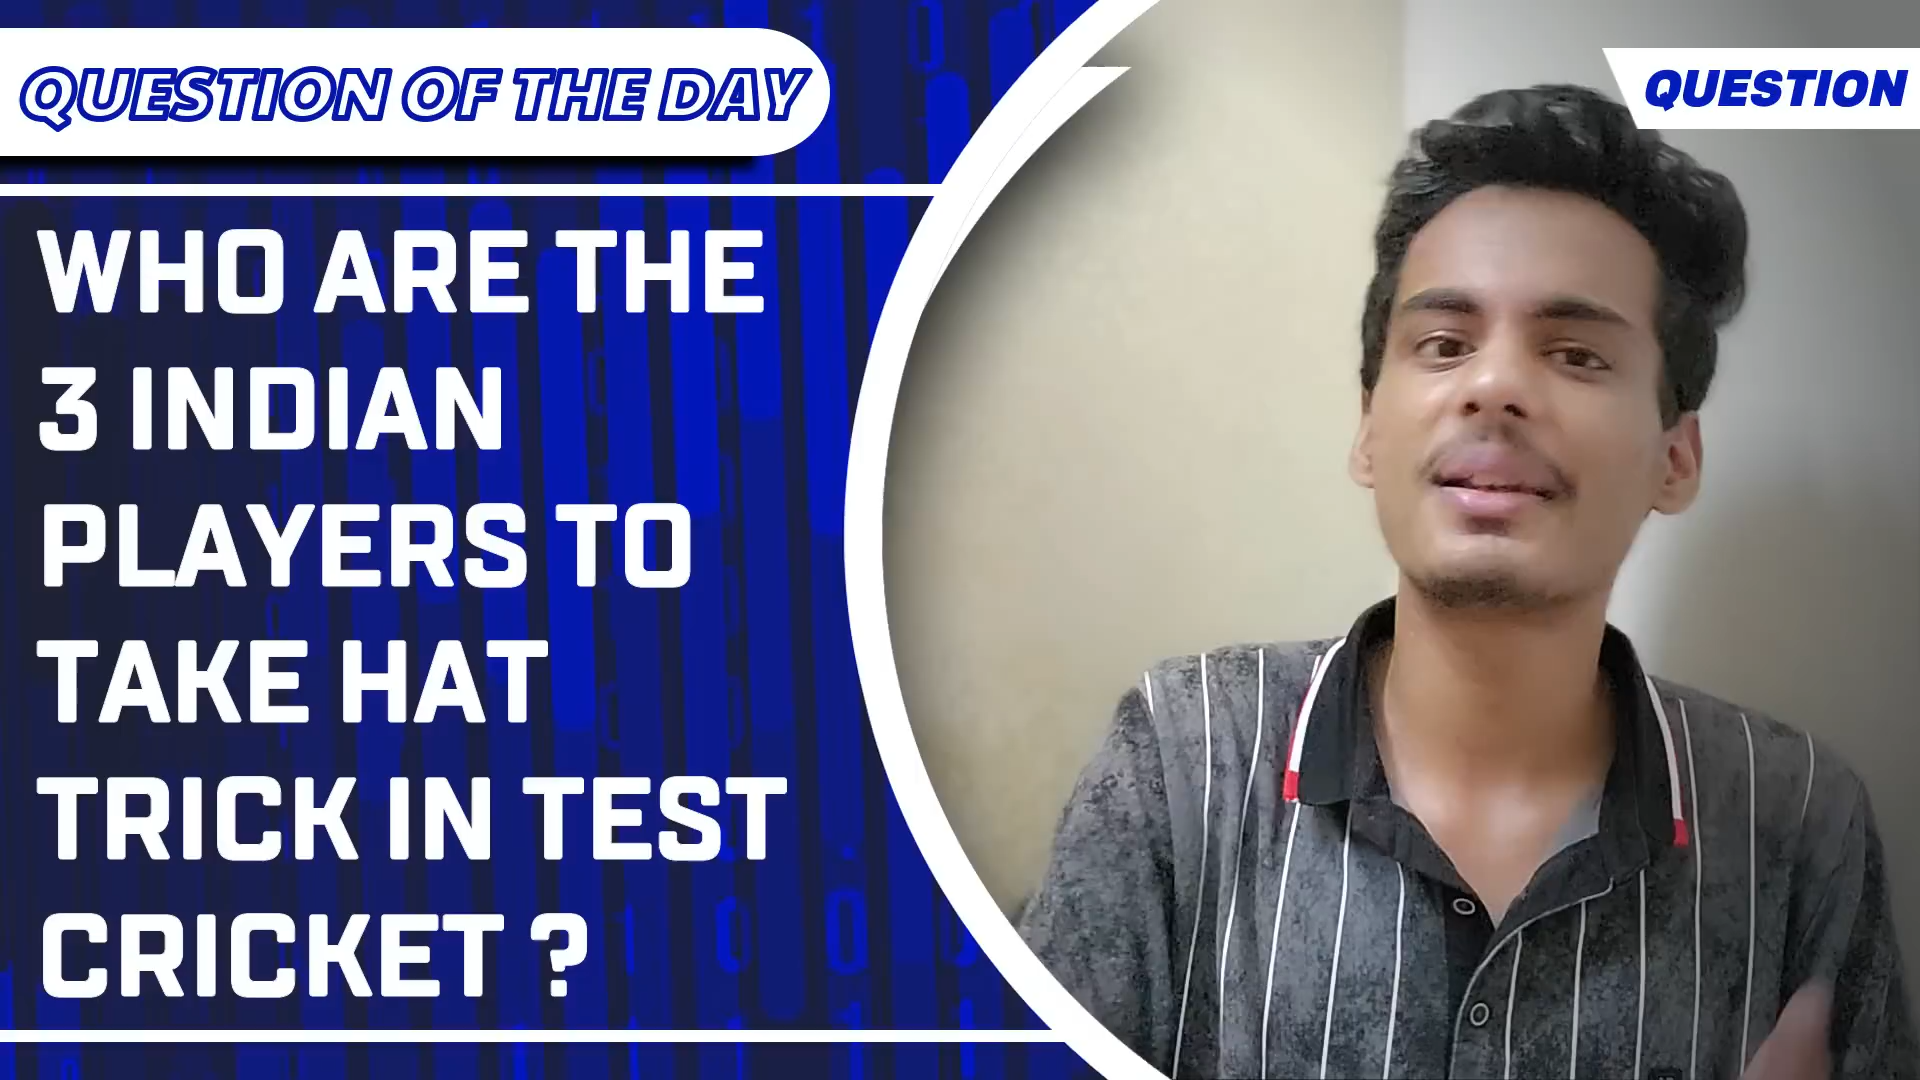 QUESTION OF THE DAY
QUESTION
WHO ARE THE
3 INDIAN
PLAYERS TO
TAKE HAT
TRICK IN TEST
CRICKET ?